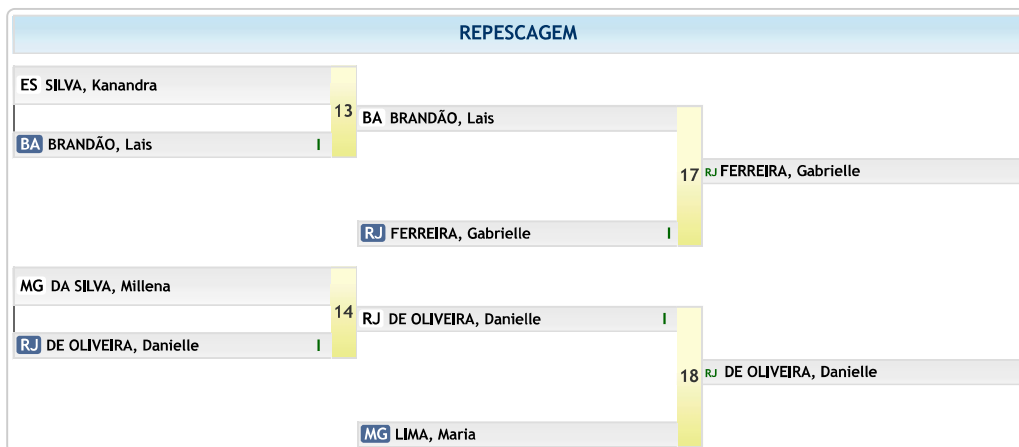 REPESCAGEM
ES SILVA, Kanandra
13
BA BRANDÃO, Lais I
BA BRANDÃO, Lais
17
RJ FERREIRA, Gabrielle
RJ FERREIRA, Gabrielle I
MG DA SILVA, Millena
14
RJ DE OLIVEIRA, Danielle I
RJ DE OLIVEIRA, Danielle I
18
RJ DE OLIVEIRA, Danielle
MG LIMA, Maria